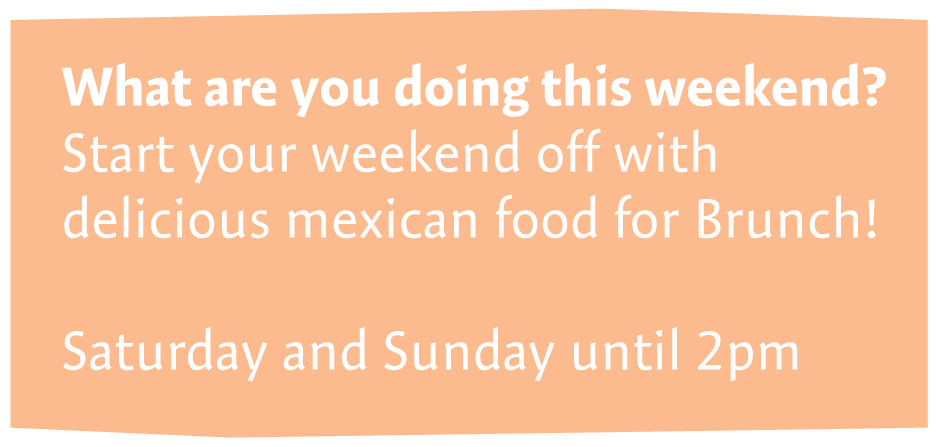 What are you doing this weekend?
Start your weekend off with
delicious mexican food for Brunch!
Saturday and Sunday until 2pm